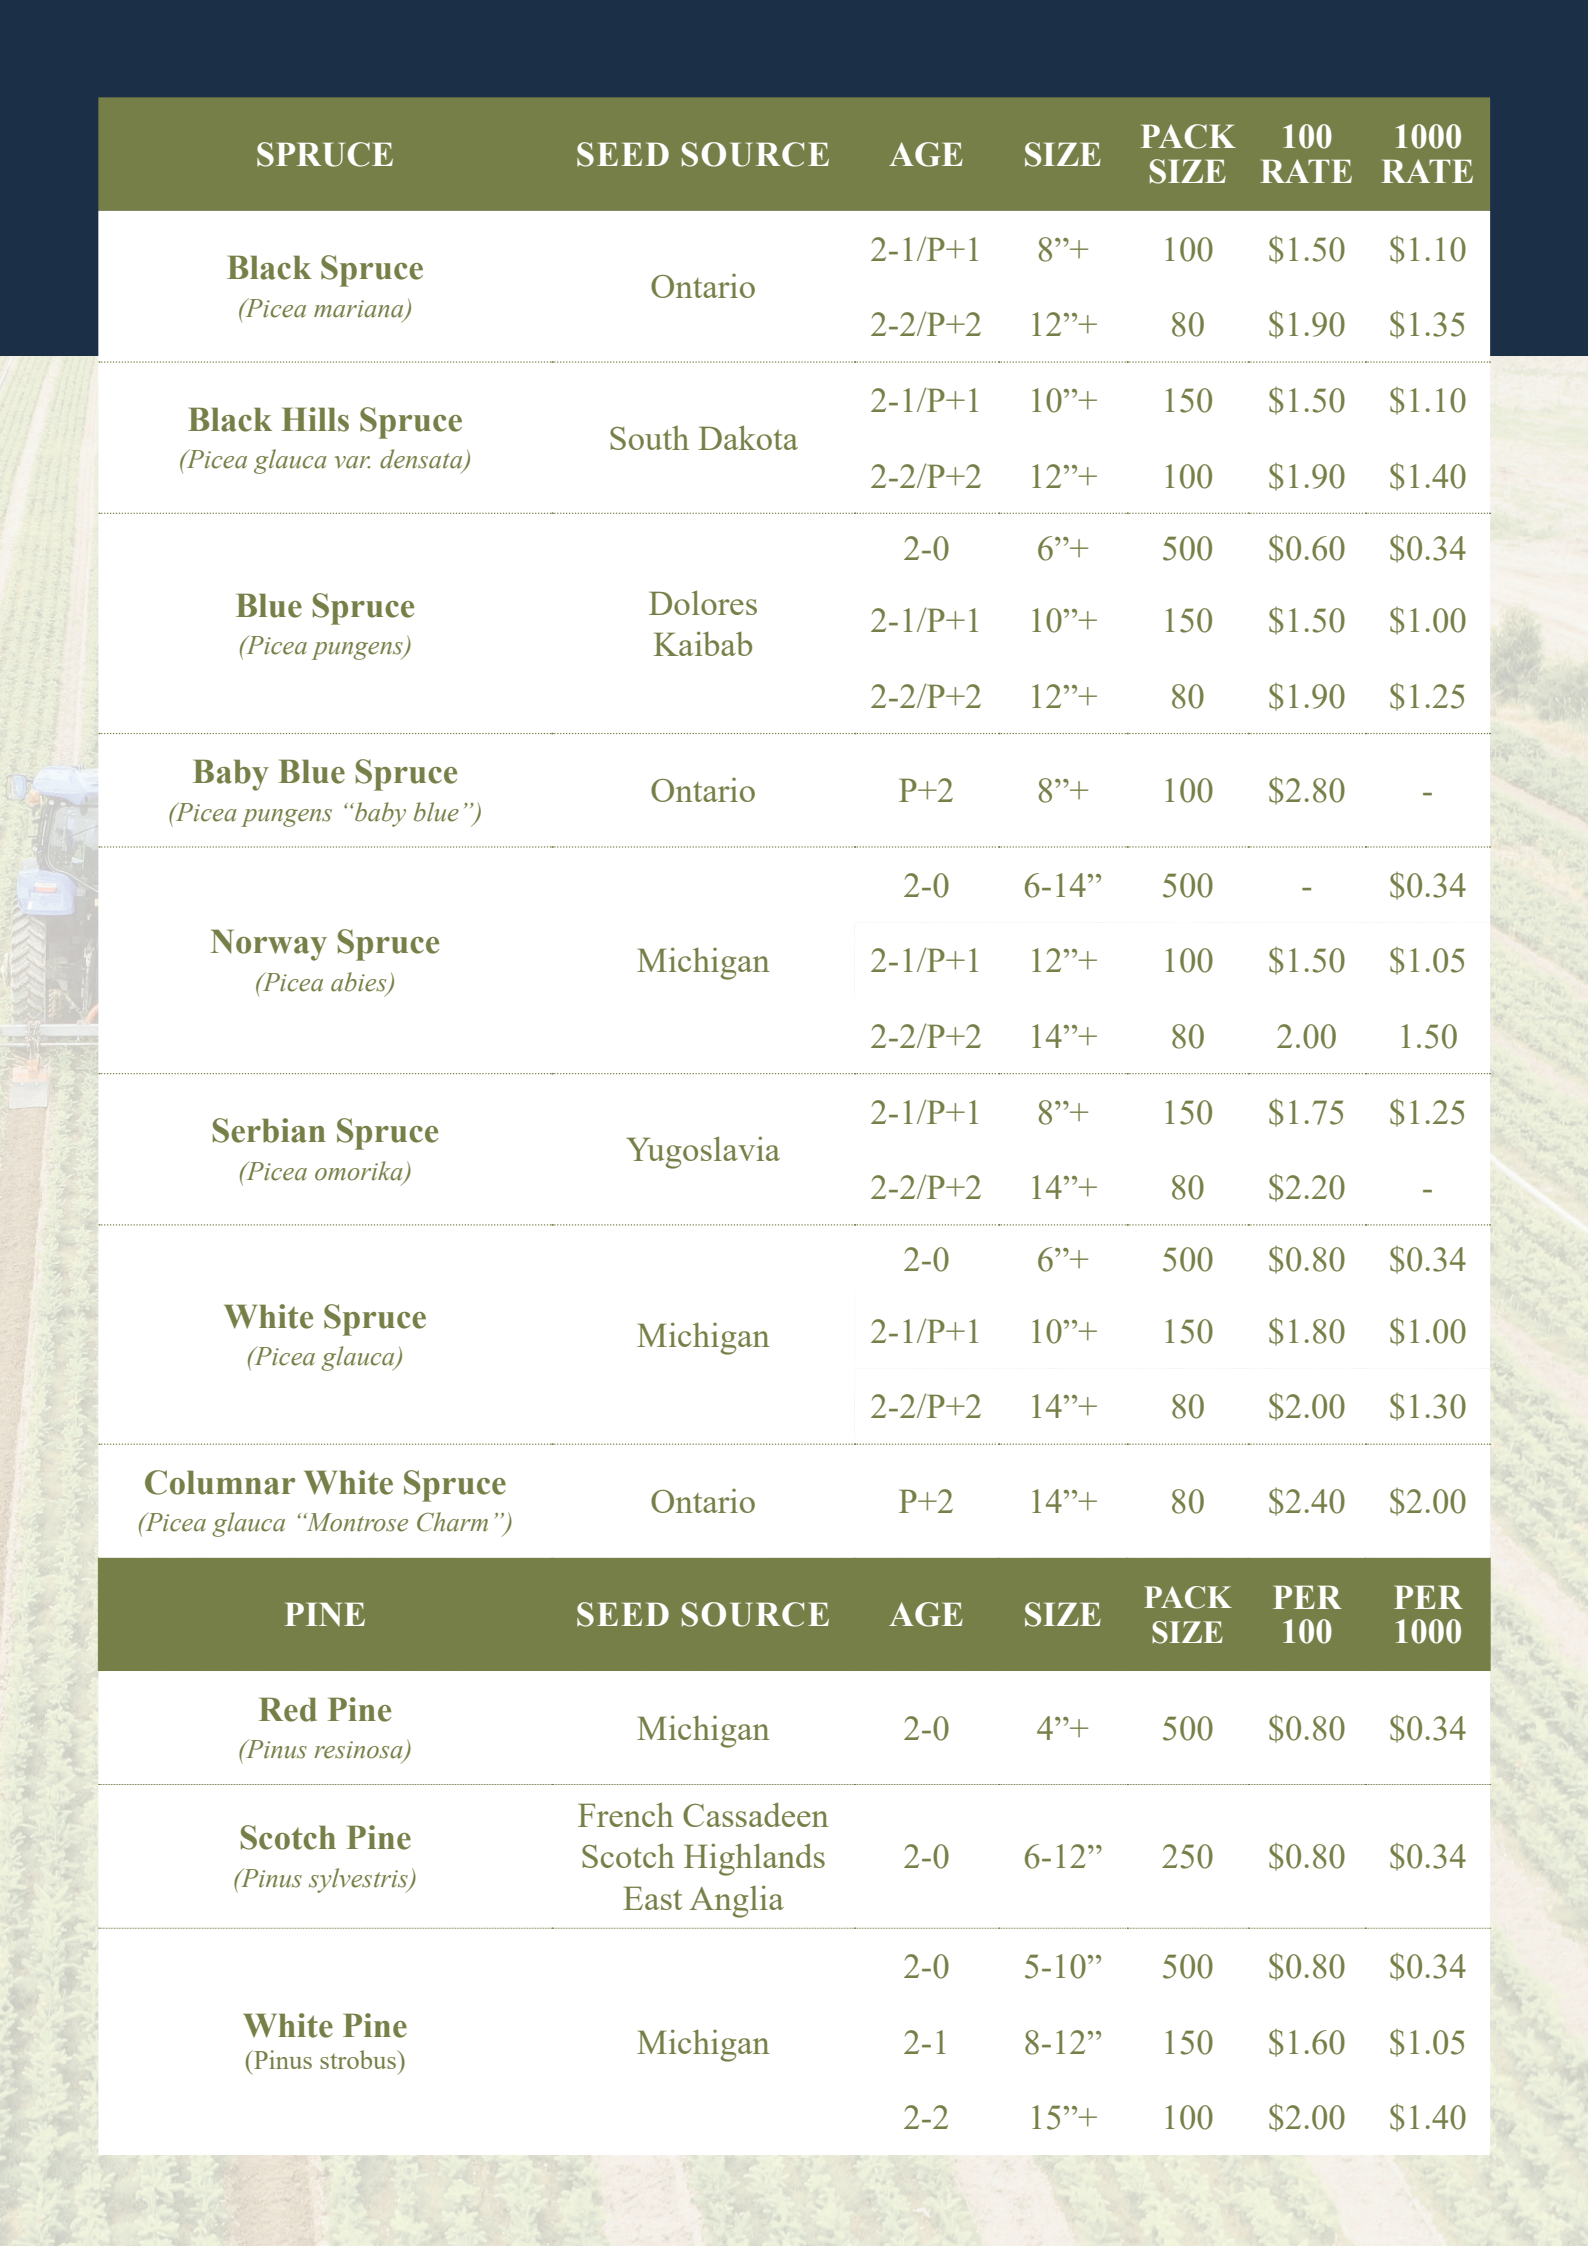 SPRUCE SEED SOURCE AGE SIZE PACK SIZE 100 RATE 1000 RATE
Black Spruce
(Picea mariana)
Ontario
2-1/P+1 8”+ 100 $1.50 $1.10
2-2/P+2 12”+ 80 $1.90 $1.35
Black Hills Spruce
(Picea glauca var. densata)
South Dakota
2-1/P+1 10”+ 150 $1.50 $1.10
2-2/P+2 12”+ 100 $1.90 $1.40
Blue Spruce
(Picea pungens)
Dolores
Kaibab
2-0 6”+ 500 $0.60 $0.34
2-1/P+1 10”+ 150 $1.50 $1.00
2-2/P+2 12”+ 80 $1.90 $1.25
Baby Blue Spruce
(Picea pungens “baby blue”)
Ontario
P+2 8”+ 100 $2.80 -
Norway Spruce
(Picea abies)
Michigan
2-0 6-14” 500 - $0.34
2-1/P+1 12”+ 100 $1.50 $1.05
2-2/P+2 14”+ 80 2.00 1.50
Serbian Spruce
(Picea omorika)
Yugoslavia
2-1/P+1 8”+ 150 $1.75 $1.25
2-2/P+2 14”+ 80 $2.20 -
White Spruce
(Picea glauca)
Michigan
2-0 6”+ 500 $0.80 $0.34
2-1/P+1 10”+ 150 $1.80 $1.00
2-2/P+2 14”+ 80 $2.00 $1.30
Columnar White Spruce
(Picea glauca “Montrose Charm”)
Ontario
P+2 14”+ 80 $2.40 $2.00
PINE SEED SOURCE AGE SIZE PACK SIZE PER 100 PER 1000
Red Pine
(Pinus resinosa)
Michigan
2-0 4”+ 500 $0.80 $0.34
Scotch Pine
(Pinus sylvestris)
French Cassadeen
Scotch Highlands
East Anglia
2-0 6-12” 250 $0.80 $0.34
White Pine
(Pinus strobus)
Michigan
2-0 5-10” 500 $0.80 $0.34
2-1 8-12” 150 $1.60 $1.05
2-2 15”+ 100 $2.00 $1.40